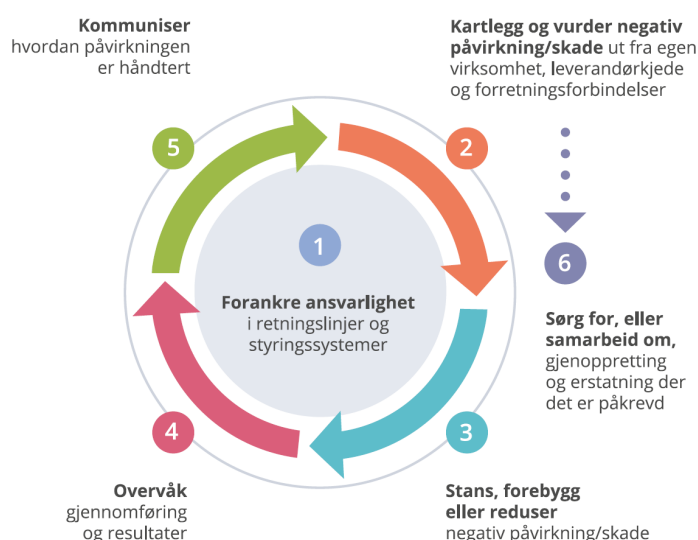 Kommuniser
hvordan påvirkningen
er håndtert
Kartlegg og vurder negativ
påvirkning/skade ut fra egen
virksomhet, leverandørkjede
og forretningsforbindelser
5
2
1
Forankre ansvarlighet
i retningslinjer og
styringssystemer
6
Sørg for, eller
samarbeid om,
gjenoppretting
og erstatning der
det er påkrevd
4
3
Overvåk
gjennomføring
og resultater
Stans, forebygg
eller reduser
negativ påvirkning/skade